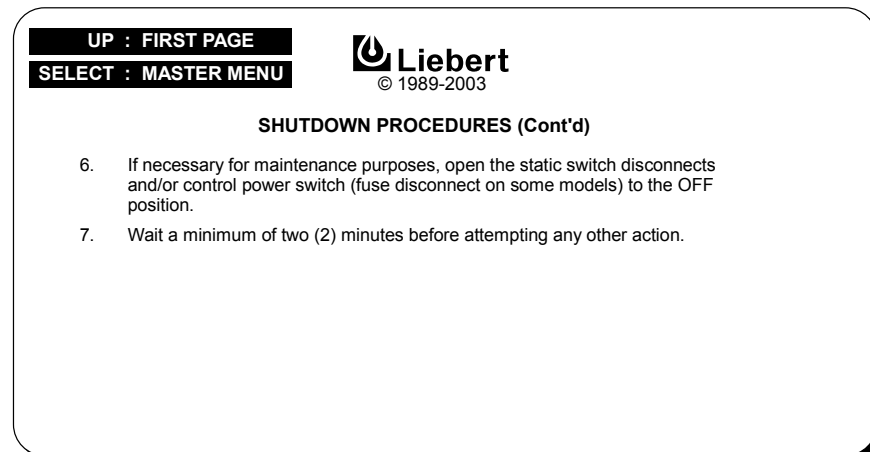 UP : FIRST PAGE
SELECT : MASTER MENU
Liebert
© 1989-2003
SHUTDOWN PROCEDURES (Cont'd)
6. If necessary for maintenance purposes, open the static switch disconnects
and/or control power switch (fuse disconnect on some models) to the OFF
position.
7. Wait a minimum of two (2) minutes before attempting any other action.